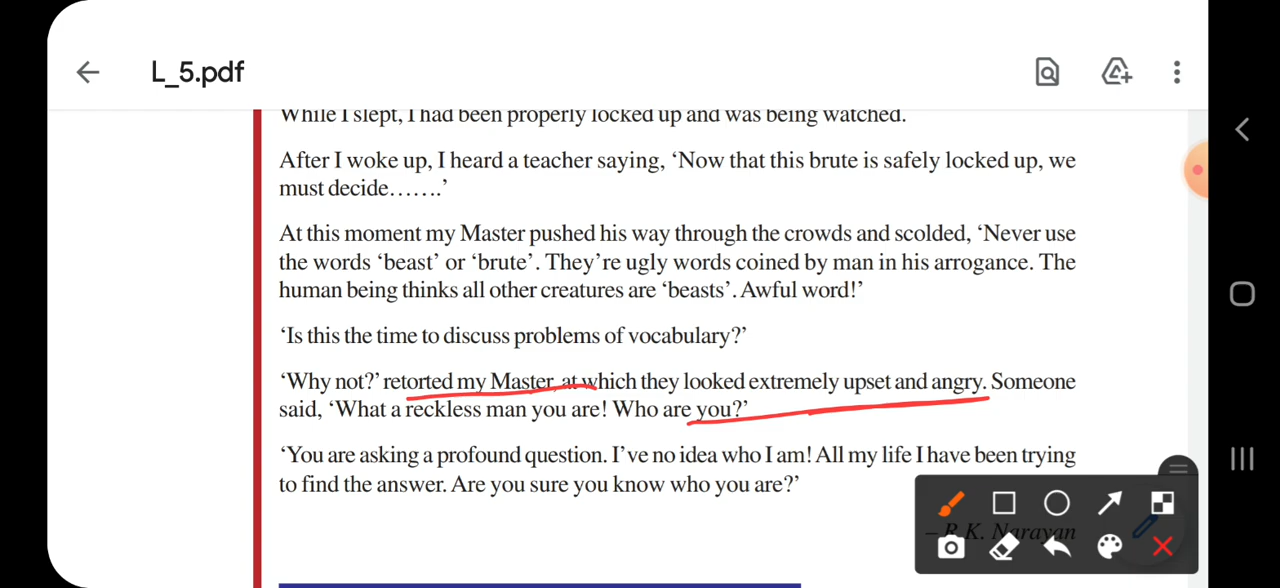 L_5.pdf
While I slept, I had been properly locked up and was being watched.
After I woke up, I heard a teacher saying, ‘Now that this brute is safely locked up, we
must decide…….’
At this moment my Master pushed his way through the crowds and scolded, ‘Never use
the words ‘beast’ or ‘brute’. They’re ugly words coined by man in his arrogance. The
human being thinks all other creatures are ‘beasts’. Awful word!’
‘Is this the time to discuss problems of vocabulary?’
‘Why not?’ retorted my Master, at which they looked extremely upset and angry. Someone
said, ‘What a reckless man you are! Who are you?’
‘You are asking a profound question. I’ve no idea who I am! All my life I have been trying
to find the answer. Are you sure you know who you are?’
– R.K. Narayan